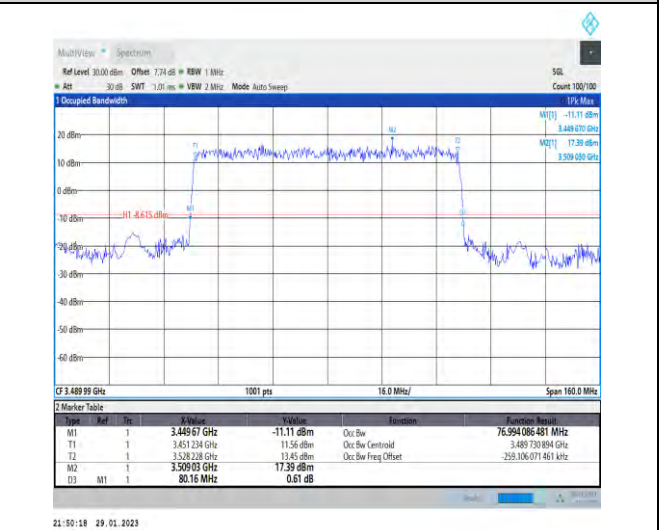 MultiView Spectrum
Ref Level 30.00 dBm Offset 7.74 dB RBW 1 MHz SGL
Att 30 dB SWT 1.01 ms VBW 2 MHz Mode Auto Sweep Count 100/100
1 Occupied Bandwidth 1Pk Max
M1[1] -11.11 dBm
3.449 670 GHz
M2[1] 17.39 dBm
3.509 030 GHz
M2
20 dBm
10 dBm
0 dBm
M1
-10 dBm H1 -8.615 dBm
-20 dBm
-30 dBm
-40 dBm
-50 dBm
-60 dBm
CF 3.489 99 GHz 1001 pts 16.0 MHz/ Span 160.0 MHz
2 Marker Table
Type Ref Trc X-Value Y-Value Function Function Result
M1 1 3.449 67 GHz -11.11 dBm Occ Bw 76.994 086 481 MHz
T1 1 3.451 234 GHz 11.56 dBm Occ Bw Centroid 3.489 730 894 GHz
T2 1 3.528 228 GHz 13.45 dBm Occ Bw Freq Offset -259.106 071 461 kHz
M2 1 3.509 03 GHz 17.39 dBm
D3 M1 1 80.16 MHz 0.61 dB
21:50:18 29.01.2023